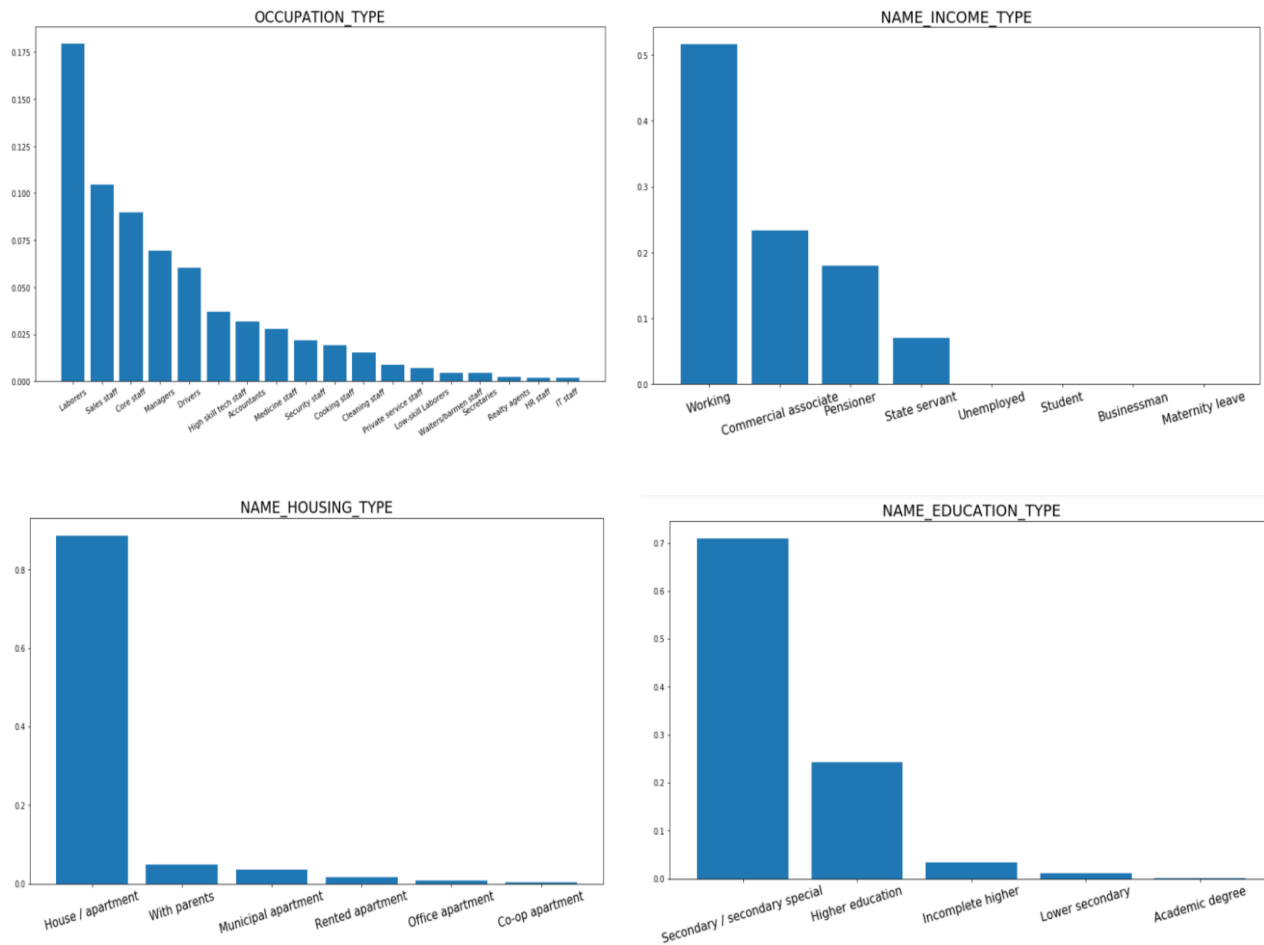 OCCUPATION_TYPE
0.175
0.150
0.125
0.100
0.075
0.050
0.025
0.000
Laborers
Sales staff
Core staff
Managers
Drivers
High skill tech staff
Accountants
Medicine staff
Security staff
Cooking staff
Cleaning staff
Private service staff
Low-skill Laborers
Waiters/barmen staff
Secretaries
Realty agents
HR staff
IT staff
NAME_INCOME_TYPE
0.5
0.4
0.3
0.2
0.1
0.0
Working
Commercial associate
Pensioner
State servant
Unemployed
Student
Businessman
Maternity leave
NAME_HOUSING_TYPE
0.8
0.6
0.4
0.2
0.0
House / apartment
With parents
Municipal apartment
Rented apartment
Office apartment
Co-op apartment
NAME_EDUCATION_TYPE
0.7
0.6
0.5
0.4
0.3
0.2
0.1
0.0
Secondary / secondary special
Higher education
Incomplete higher
Lower secondary
Academic degree